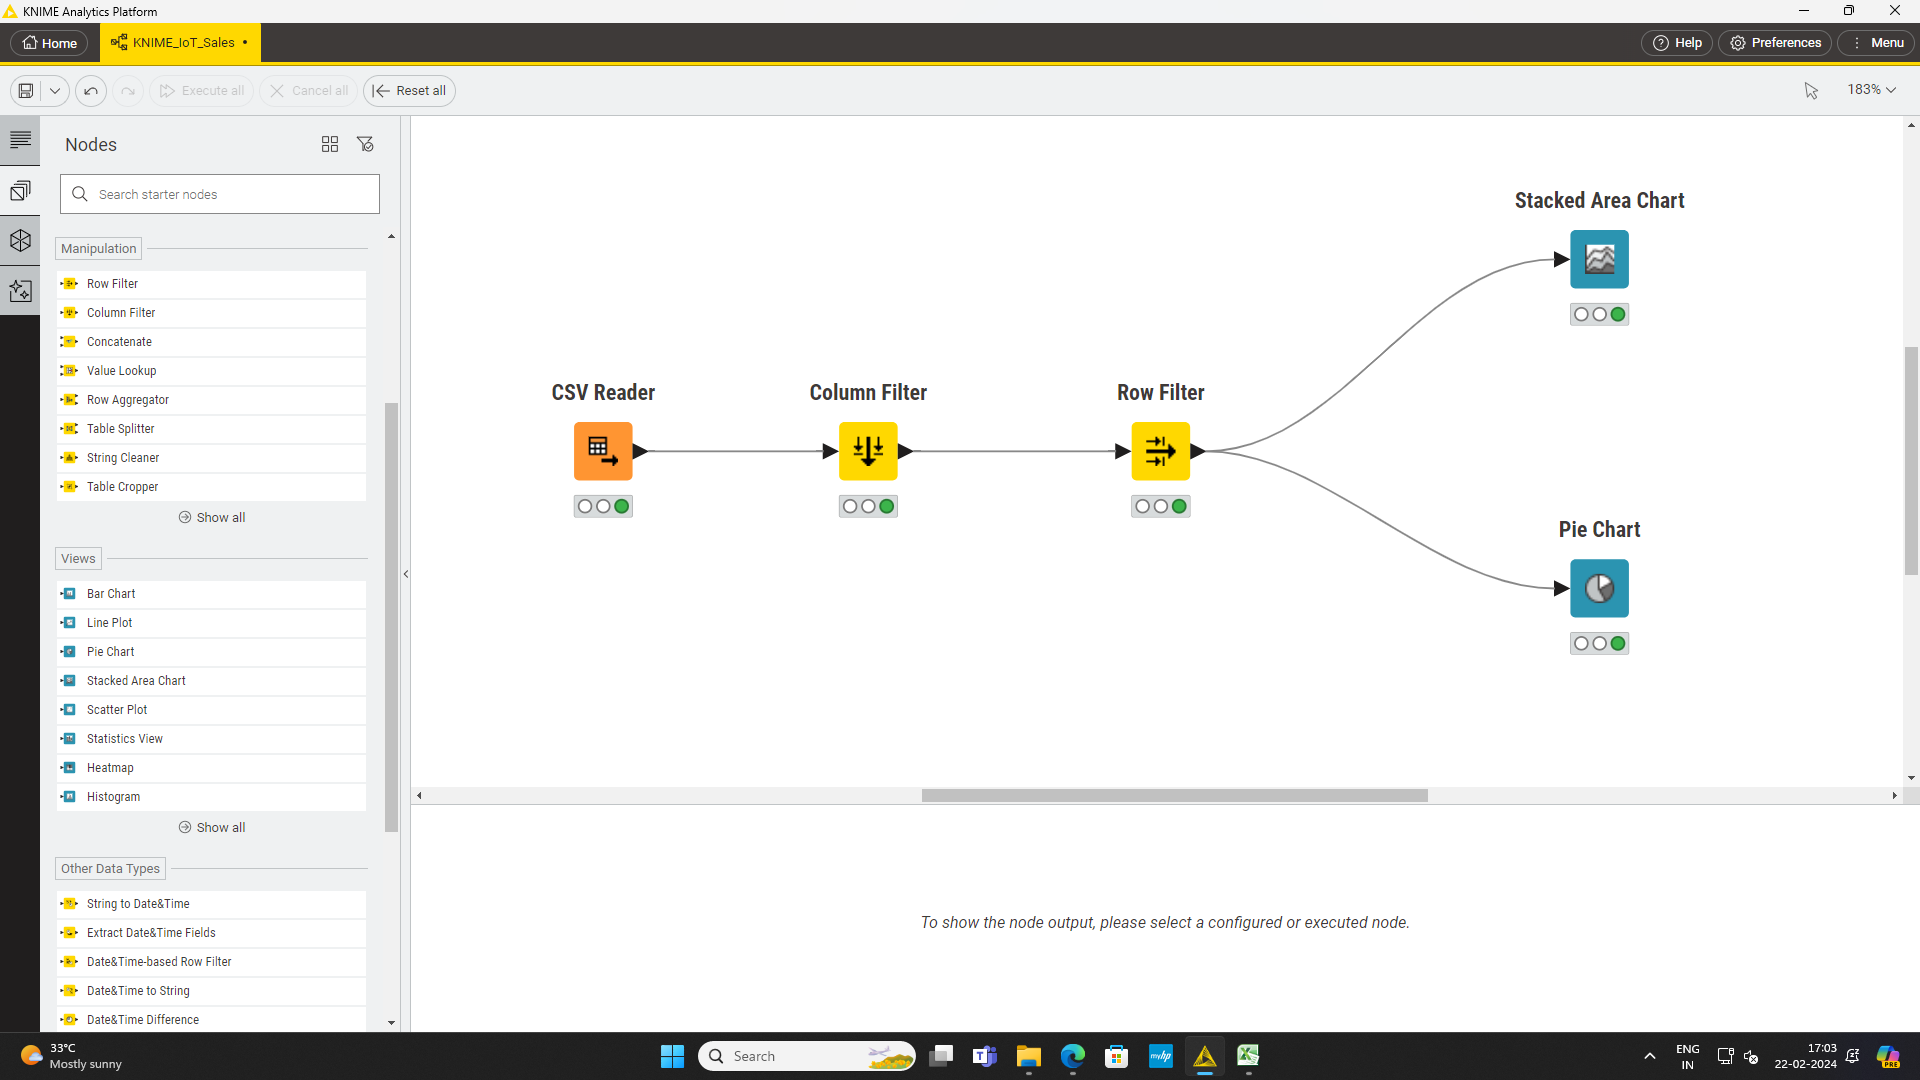 KNIME Analytics Platform
Home
KNIME_IoT_Sales •
Help
Preferences
Menu
Execute all
Cancel all
Reset all
183%
Nodes
Search starter nodes
Manipulation
Row Filter
Column Filter
Concatenate
Value Lookup
Row Aggregator
Table Splitter
String Cleaner
Table Cropper
Show all
Views
Bar Chart
Line Plot
Pie Chart
Stacked Area Chart
Scatter Plot
Statistics View
Heatmap
Histogram
Show all
Other Data Types
String to Date&Time
Extract Date&Time Fields
Date&Time-based Row Filter
Date&Time to String
Date&Time Difference
Stacked Area Chart
CSV Reader
Column Filter
Row Filter
Pie Chart
To show the node output, please select a configured or executed node.
33°C
Mostly sunny
Search
myhp
ENG
IN
17:03
22-02-2024
PRE